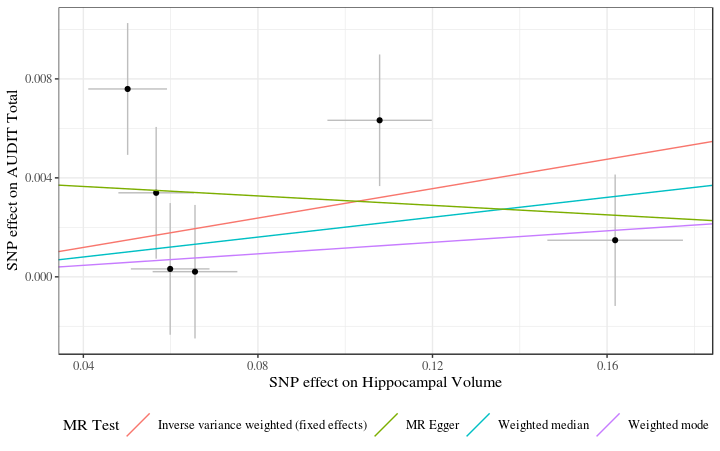 SNP effect on AUDIT Total
0.008
0.004
0.000
0.04 0.08 0.12 0.16
SNP effect on Hippocampal Volume
MR Test Inverse variance weighted (fixed effects) MR Egger Weighted median Weighted mode